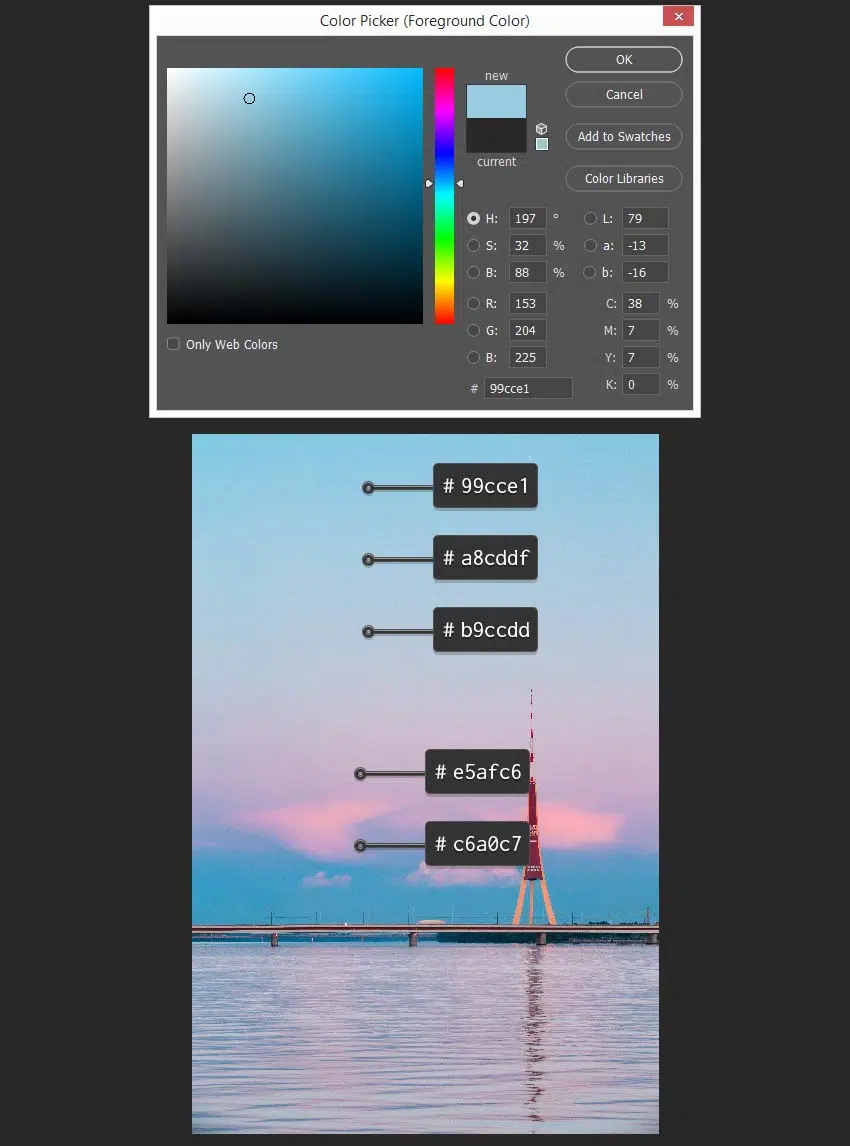 Color Picker (Foreground Color)
new
current
OK
Cancel
Add to Swatches
Color Libraries
H: 197 ° L: 79
S: 32 % a: -13
B: 88 % b: -16
R: 153 C: 38 %
G: 204 M: 7 %
B: 225 Y: 7 %
# 99cce1 K: 0 %
Only Web Colors
# 99cce1
# a8cddf
# b9ccdd
# e5afc6
# c6a0c7